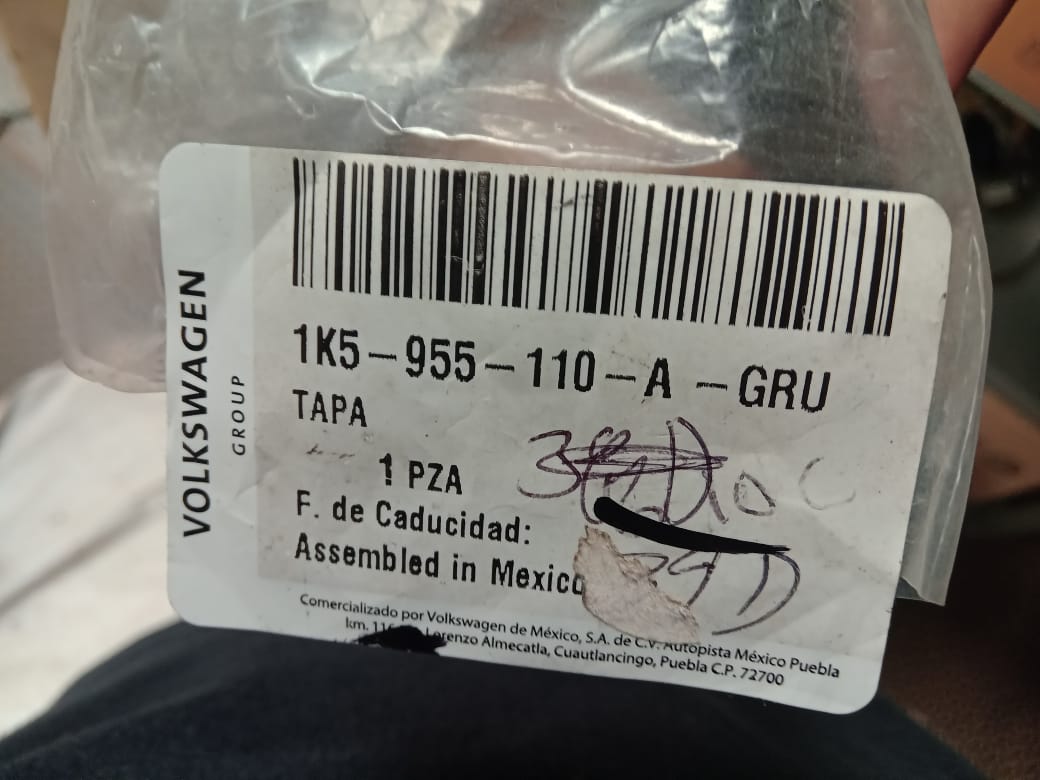 VOLKSWAGEN
GROUP
1K5-955-110-A -GRU
TAPA
1 PZA
F. de Caducidad:
Assembled in Mexico
Comercializado por Volkswagen de México, S.A. de C.V. Autopista México Puebla
km. Lorenzo Almecatla, Cuautlancingo, Puebla C.P. 72700